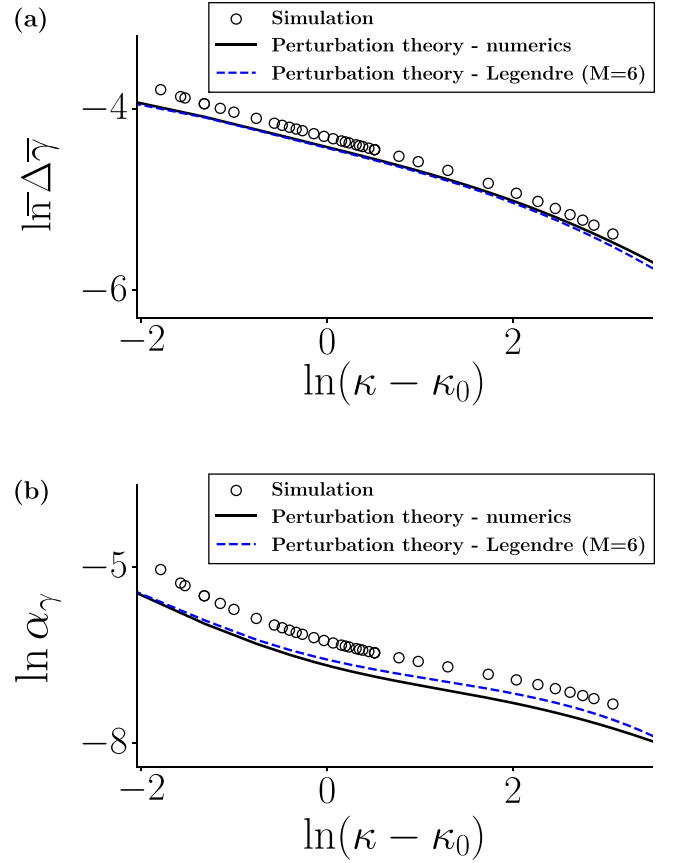 (a)
Simulation
Perturbation theory - numerics
Perturbation theory - Legendre (M=6)
−4
−6
ln −Δγ̅
−2 0 2
ln(κ − κ₀)
(b)
Simulation
Perturbation theory - numerics
Perturbation theory - Legendre (M=6)
−5
−8
ln α_γ
−2 0 2
ln(κ − κ₀)